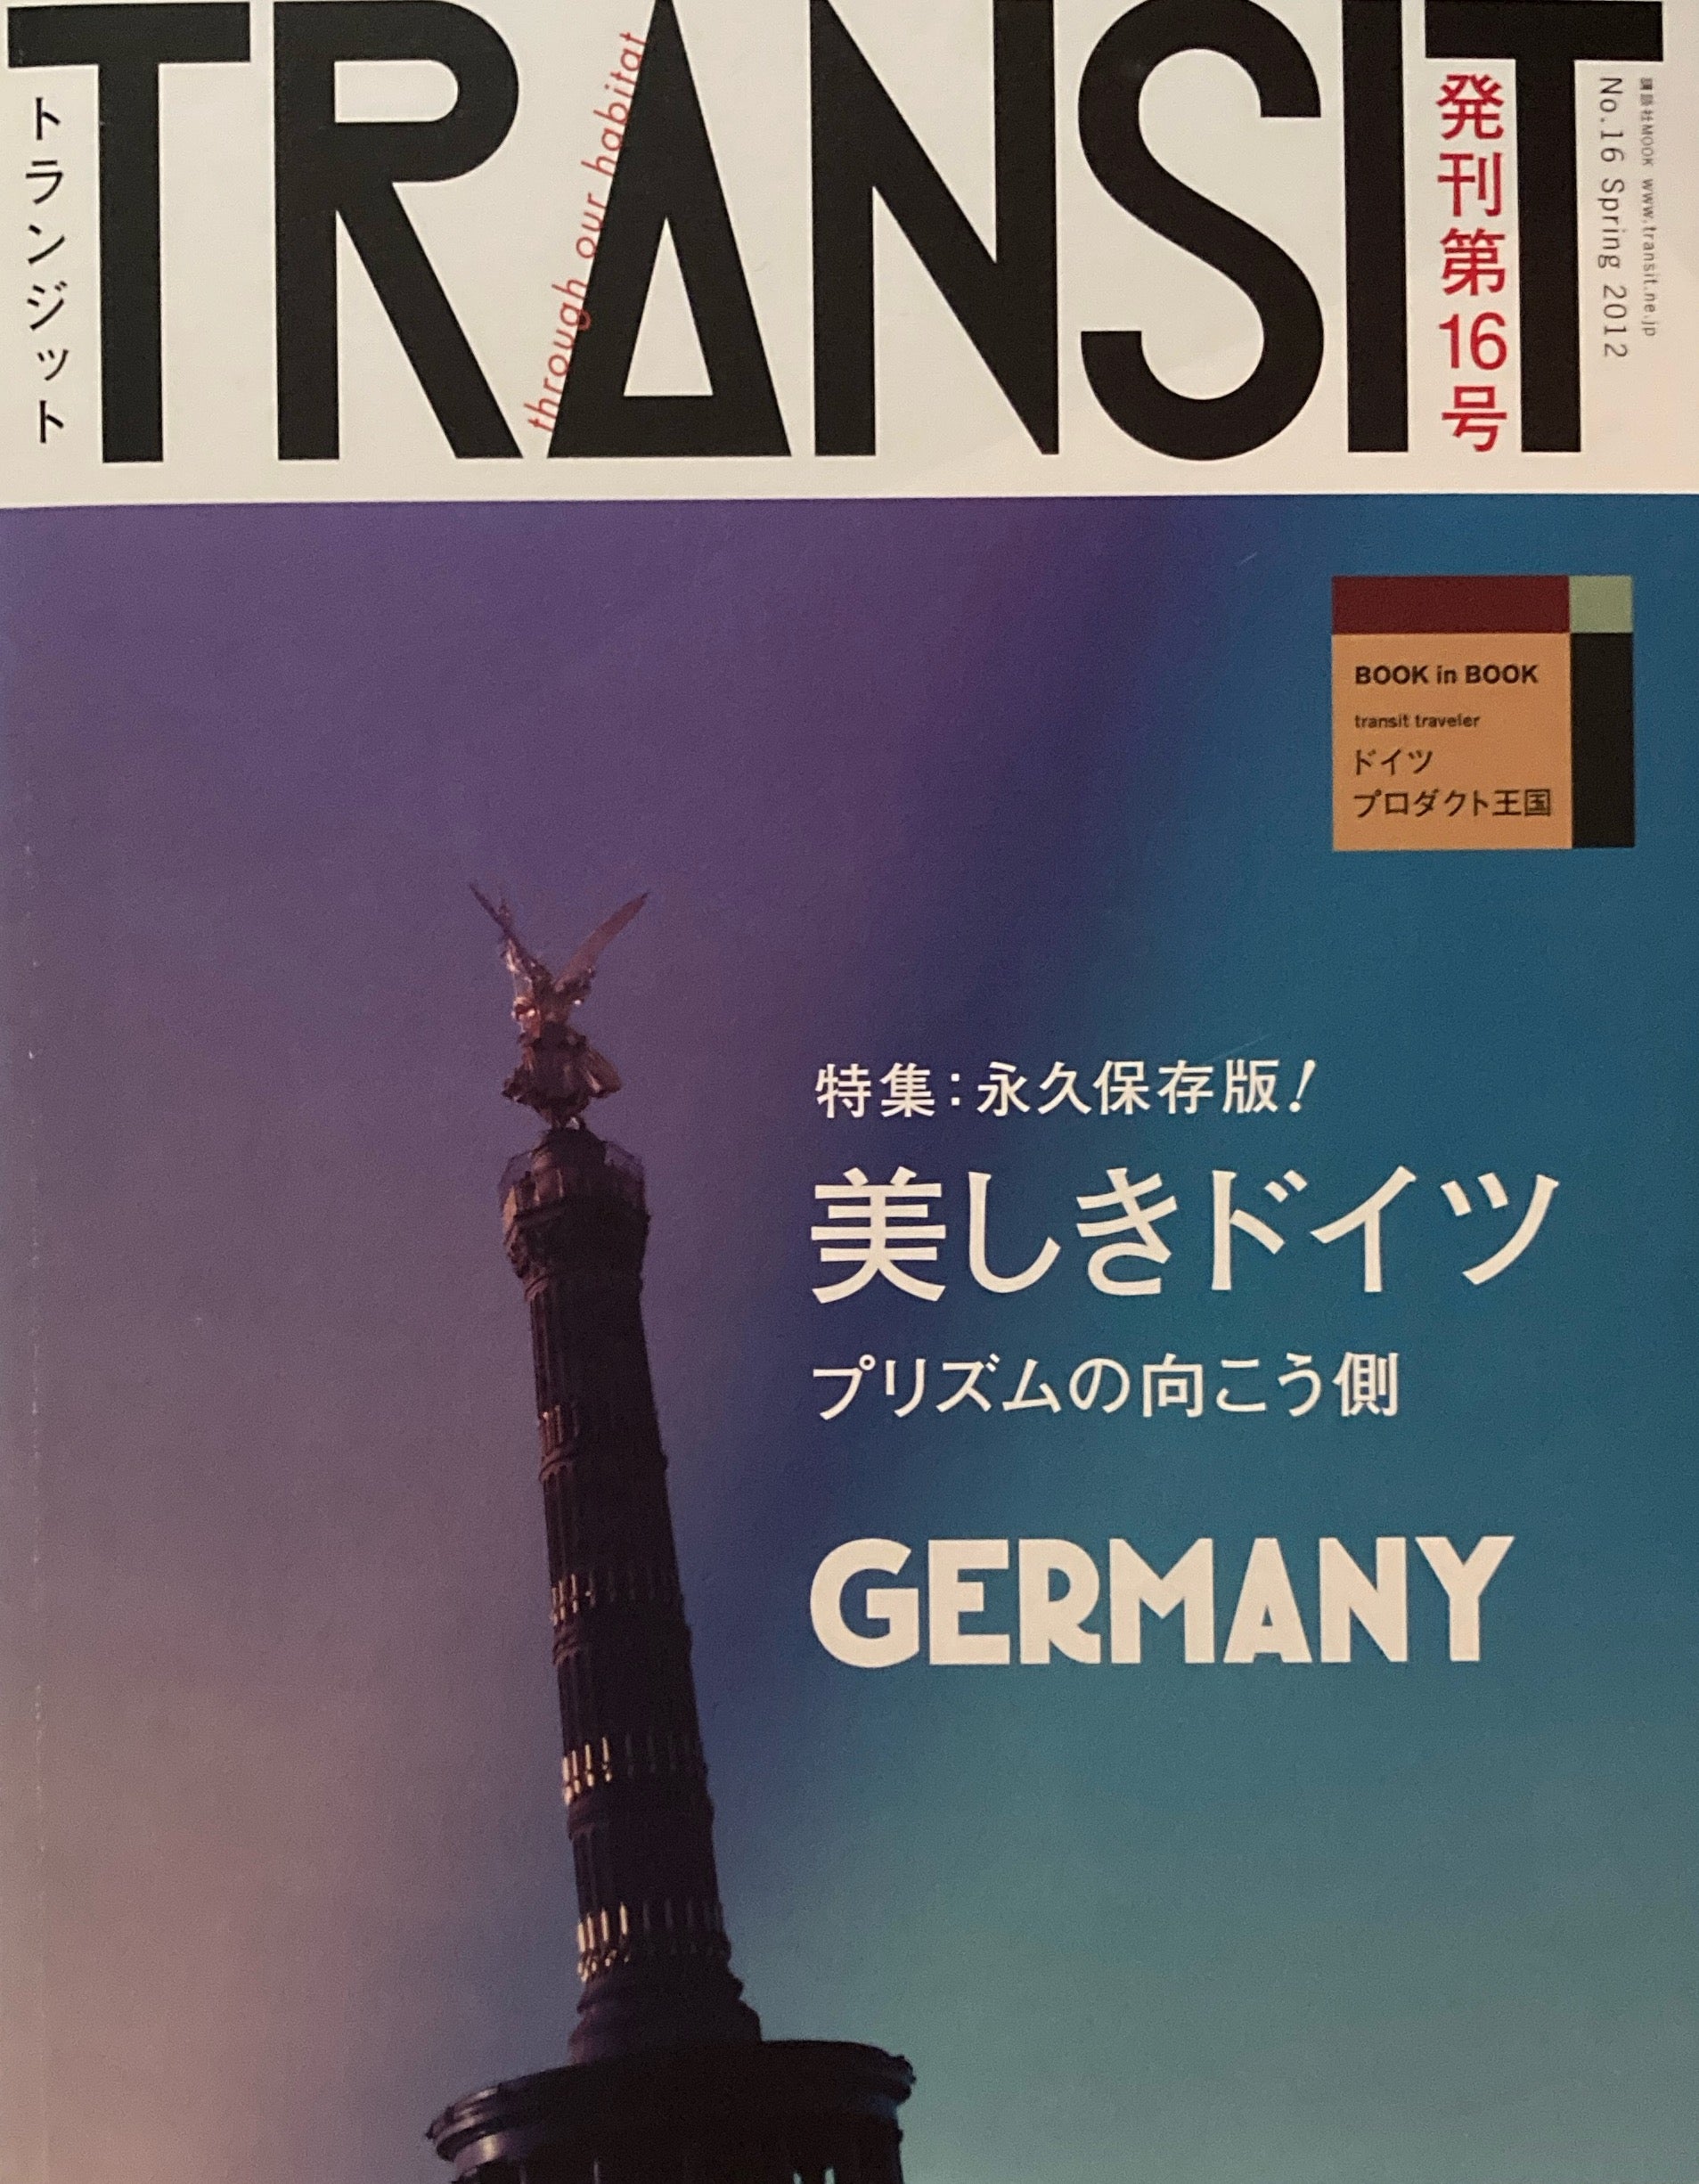 TRANSIT
トランジット
through our habitat
発刊第16号
No.16 Spring 2012
講談社MOOK www.transit.ne.jp
BOOK in BOOK
transit traveler
ドイツ
プロダクト王国
特集:永久保存版!
美しきドイツ
プリズムの向こう側
GERMANY